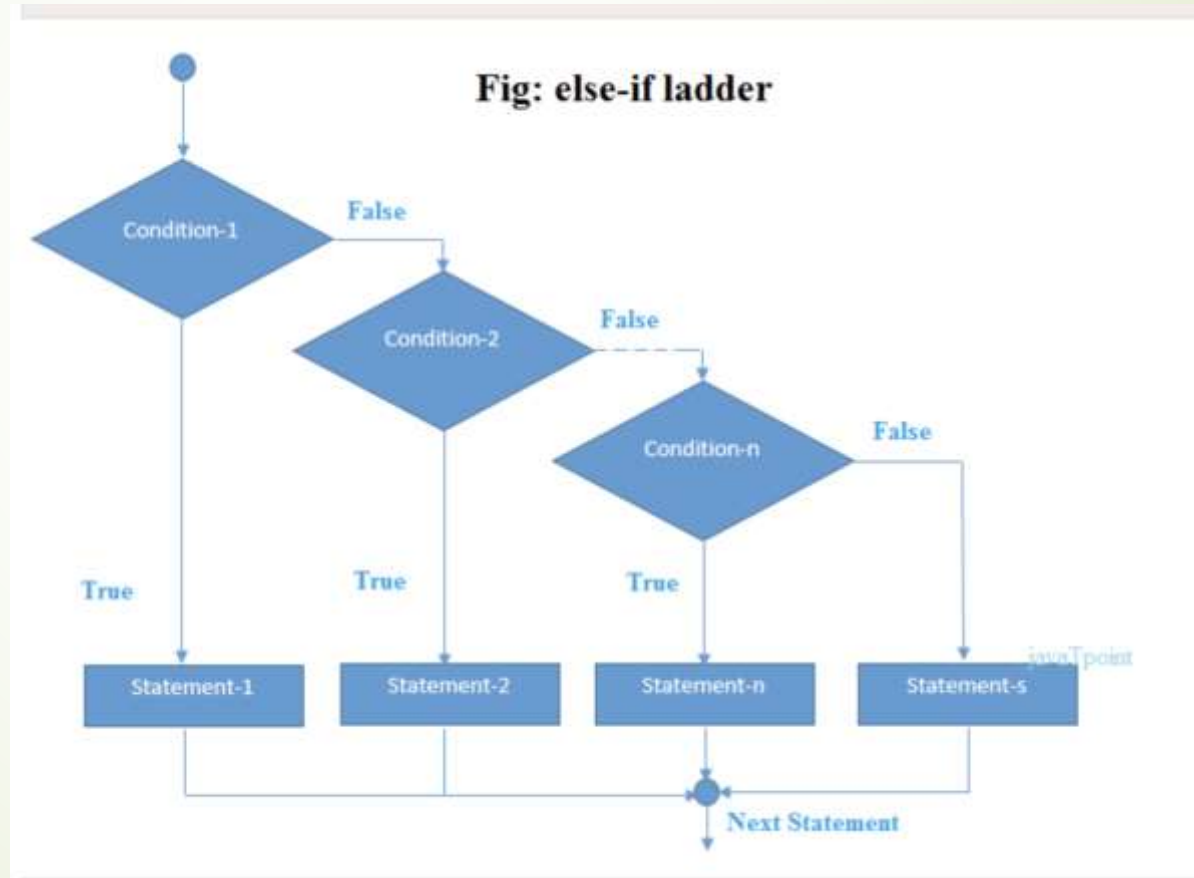 Fig: else-if ladder
Condition-1
False
Condition-2
False
Condition-n
False
True
True
True
Statement-1
Statement-2
Statement-n
Statement-s
javaTpoint
Next Statement